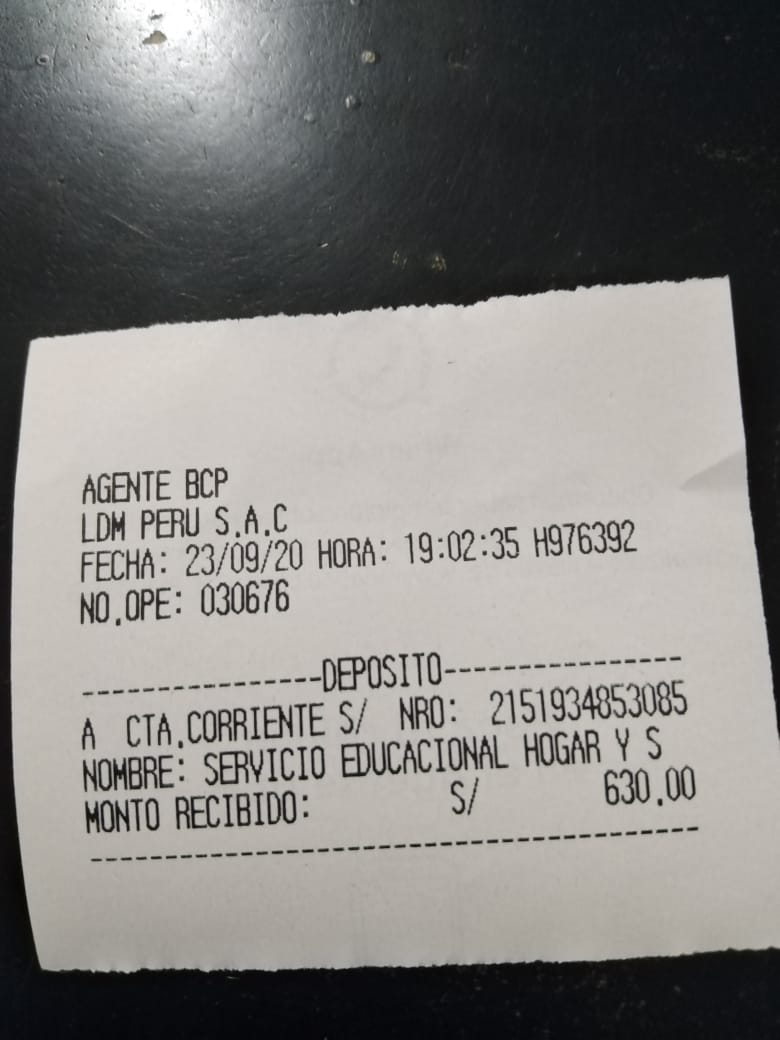 AGENTE BCP
LDM PERU S.A.C
FECHA: 23/09/20 HORA: 19:02:35 H976392
NO.OPE: 030676
----------------DEPOSITO----------------
A CTA.CORRIENTE S/ NRO: 2151934853085
NOMBRE: SERVICIO EDUCACIONAL HOGAR Y S
MONTO RECIBIDO: S/ 630.00
----------------------------------------